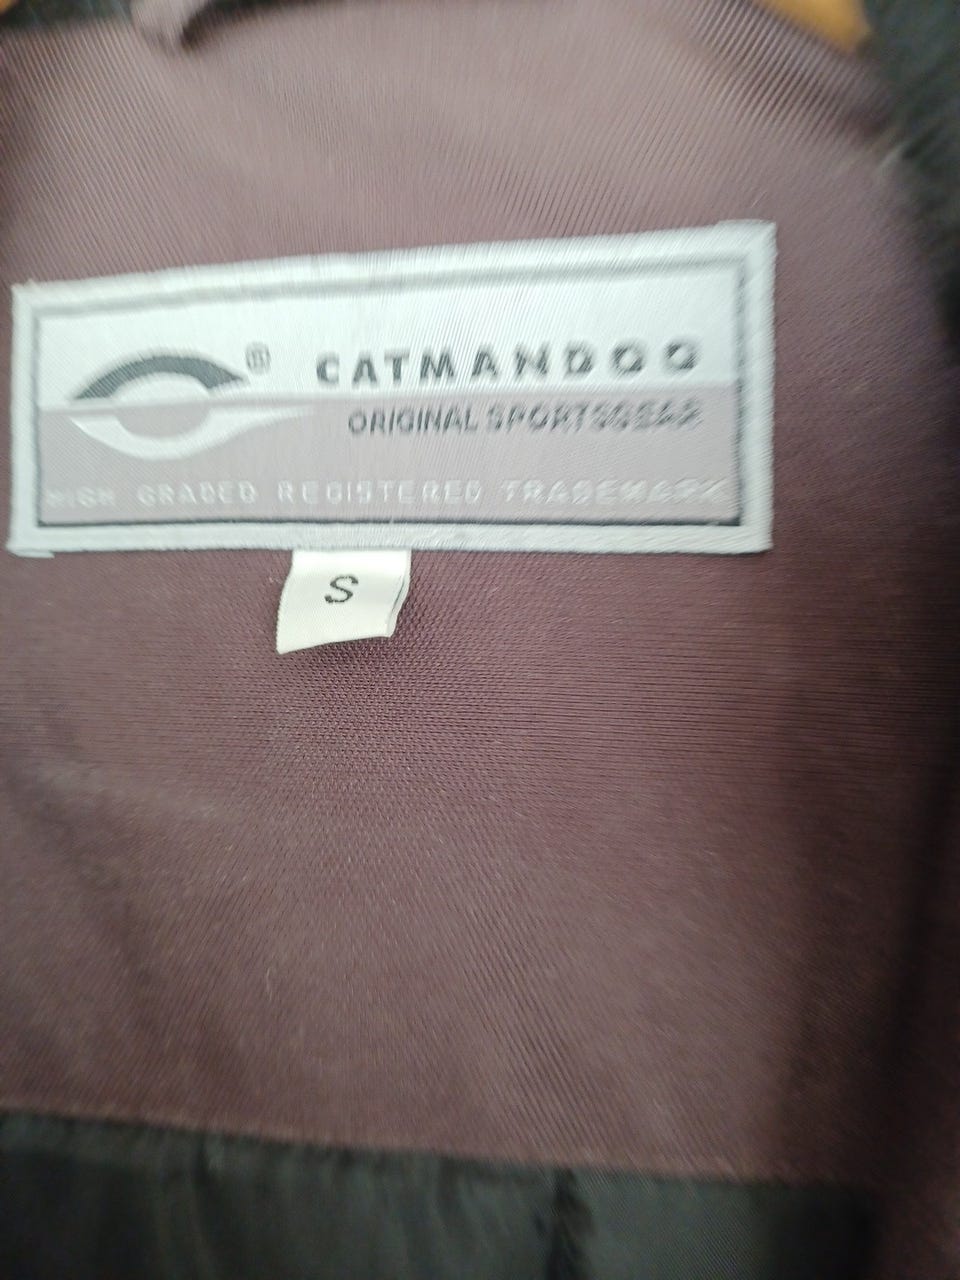 ® CATMANDOO
ORIGINAL SPORTSGEAR
HIGH GRADED REGISTERED TRADEMARK
S